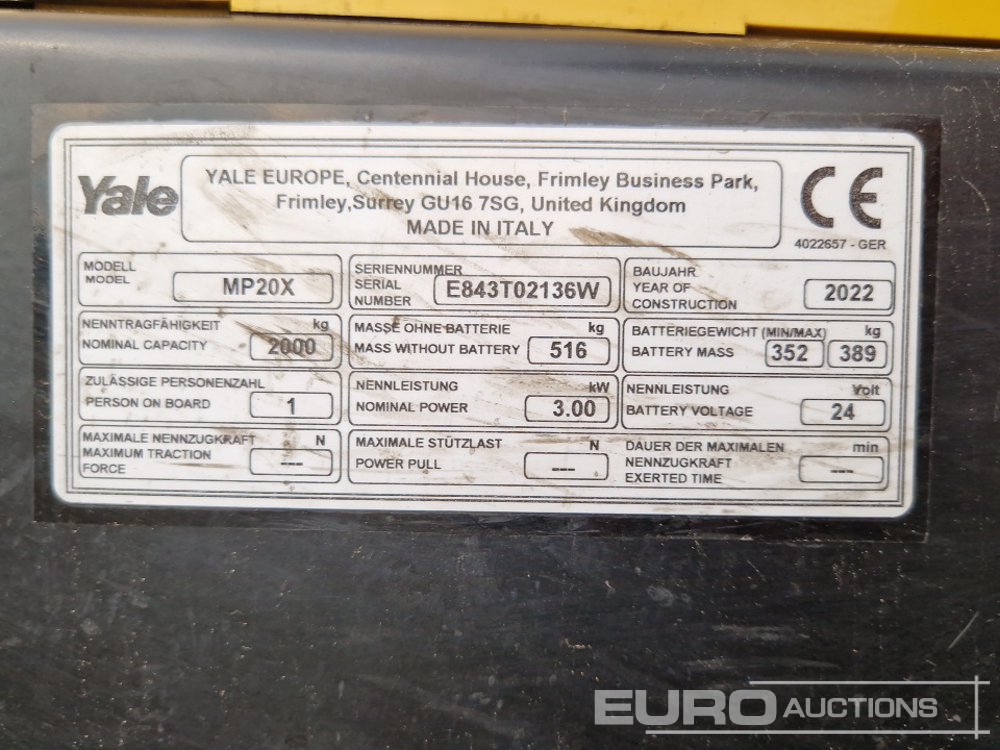 Yale
YALE EUROPE, Centennial House, Frimley Business Park,
Frimley,Surrey GU16 7SG, United Kingdom
MADE IN ITALY
CE
4022657 - GER
MODELL
MODEL
MP20X
SERIENNUMMER
SERIAL
NUMBER
E843T02136W
BAUJAHR
YEAR OF
CONSTRUCTION
2022
NENNTRAGFÄHIGKEIT kg
NOMINAL CAPACITY 2000
MASSE OHNE BATTERIE kg
MASS WITHOUT BATTERY 516
BATTERIEGEWICHT (MIN/MAX) kg
BATTERY MASS 352 389
ZULÄSSIGE PERSONENZAHL
PERSON ON BOARD 1
NENNLEISTUNG kW
NOMINAL POWER 3.00
NENNLEISTUNG Volt
BATTERY VOLTAGE 24
MAXIMALE NENNZUGKRAFT N
MAXIMUM TRACTION
FORCE ---
MAXIMALE STÜTZLAST N
POWER PULL ---
DAUER DER MAXIMALEN min
NENNZUGKRAFT
EXERTED TIME ---
EURO AUCTIONS